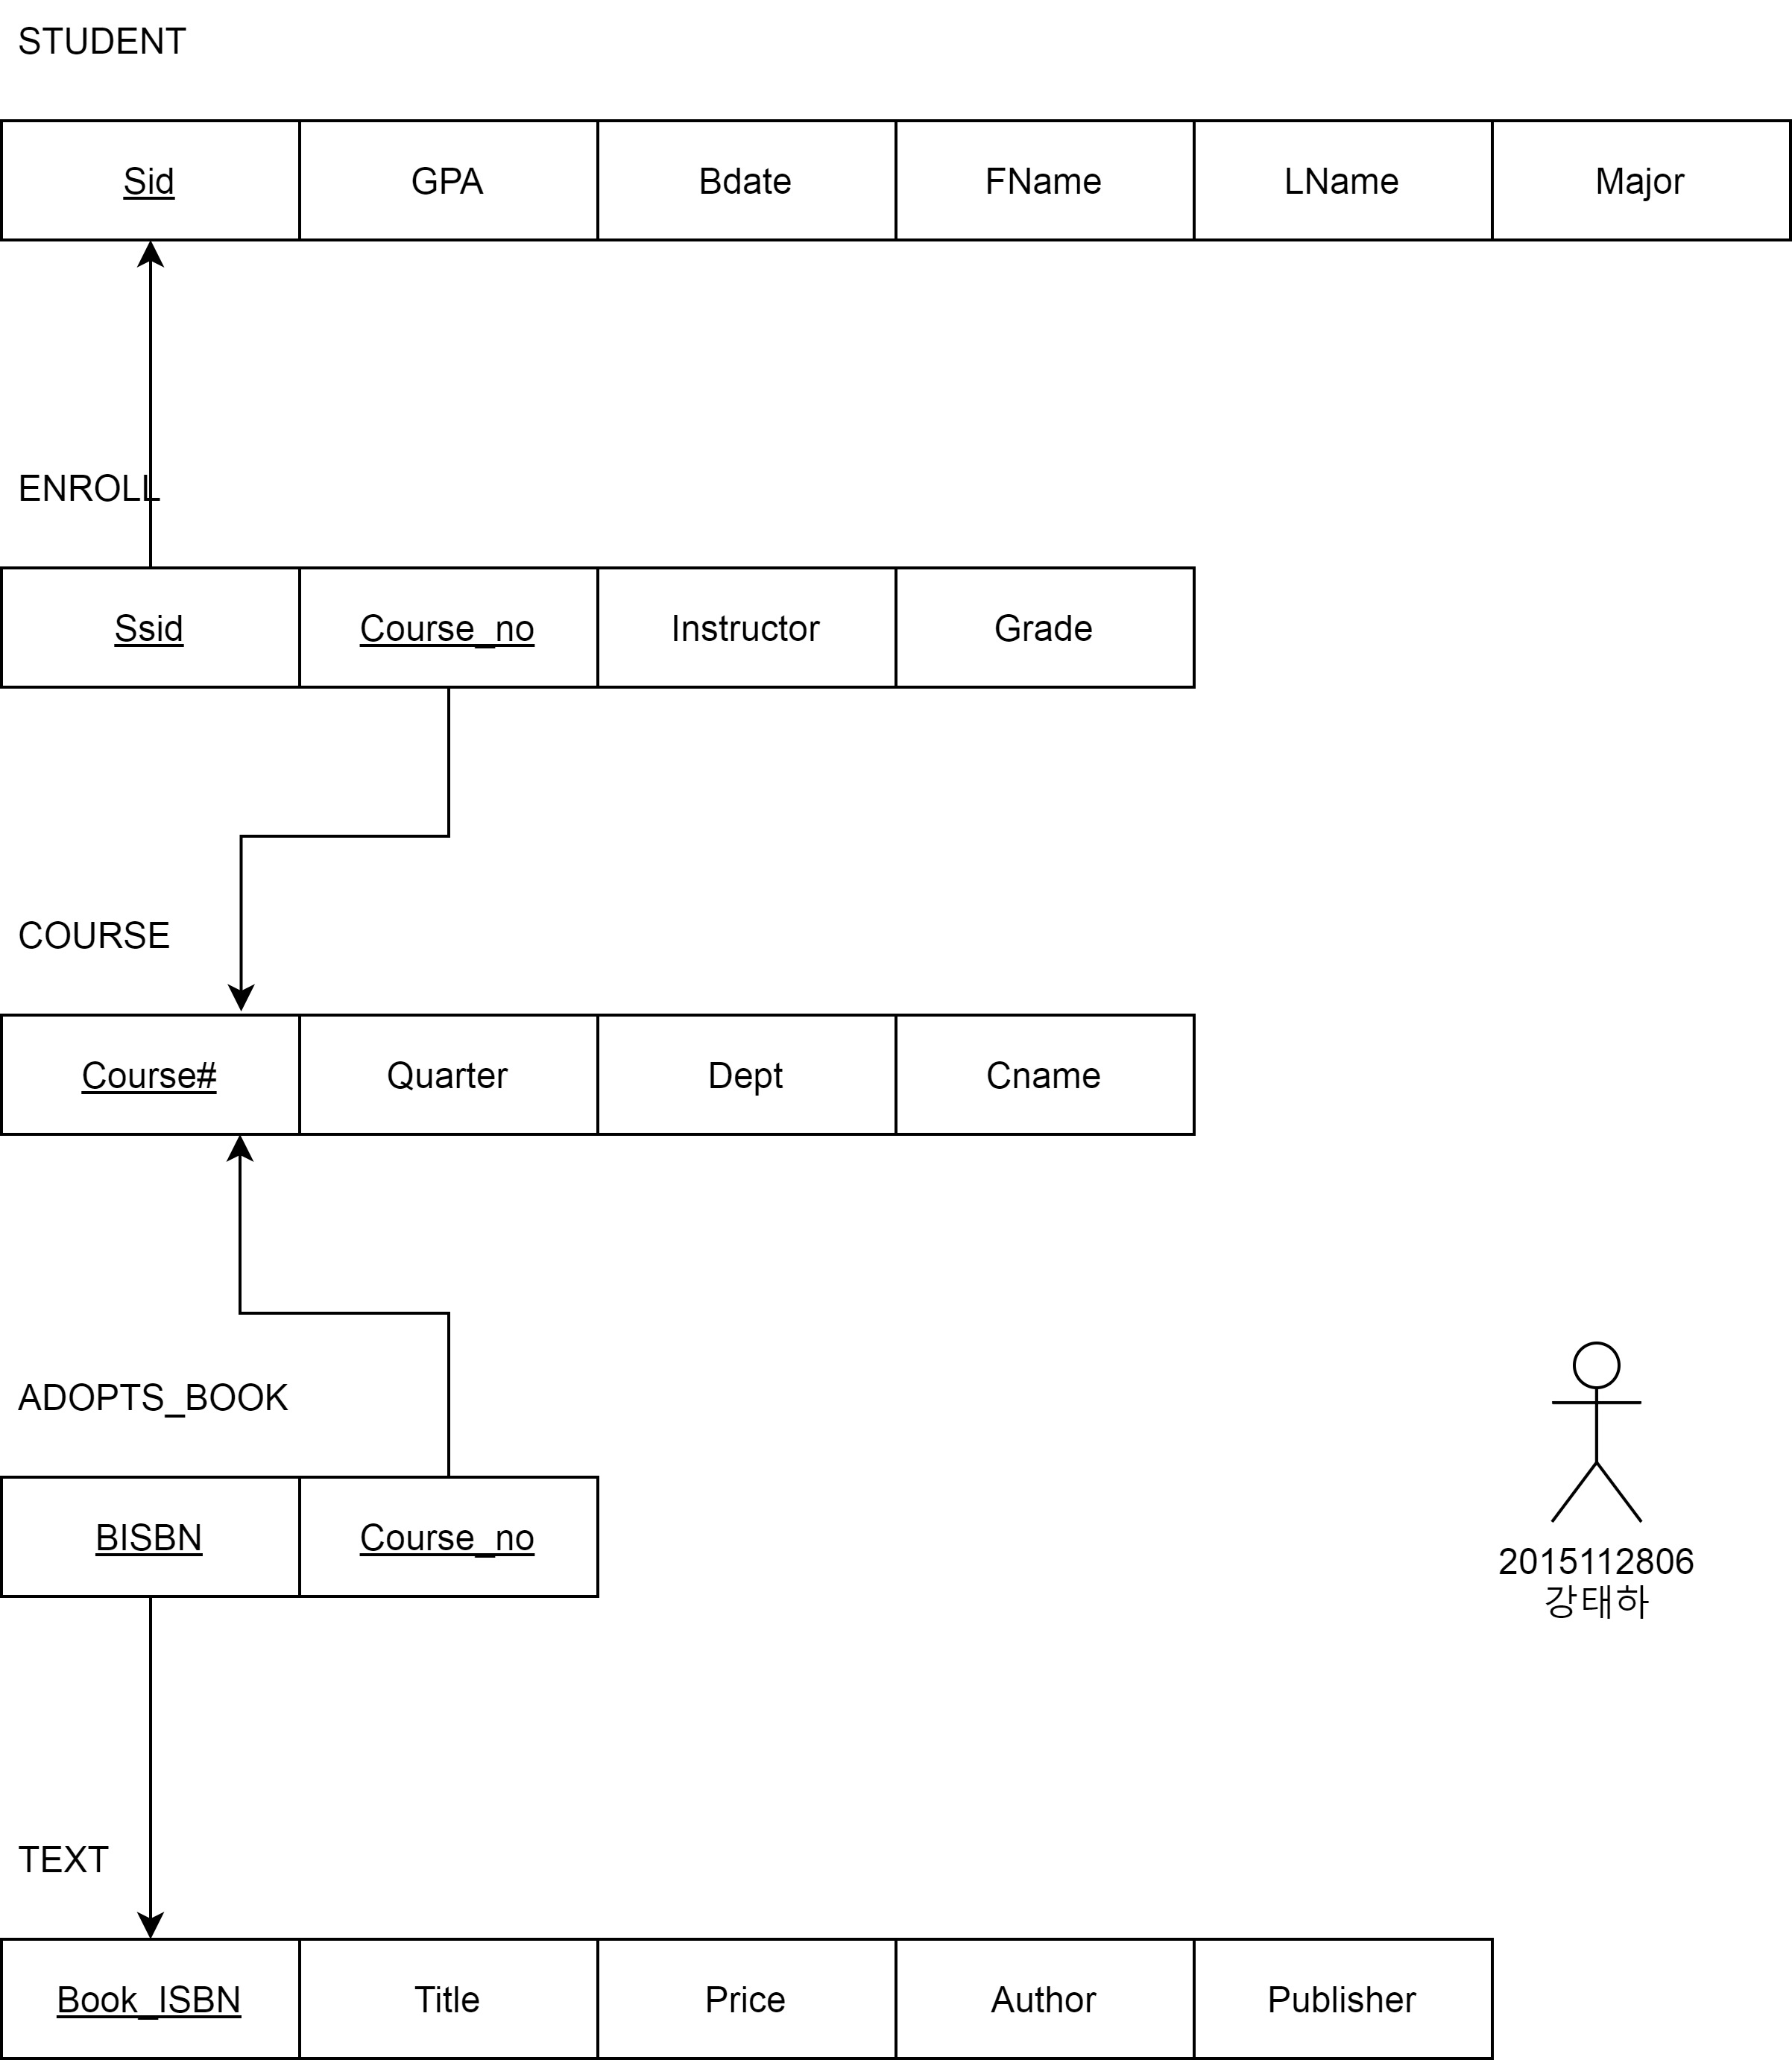 STUDENT
Sid GPA Bdate FName LName Major
ENROLL
Ssid Course_no Instructor Grade
COURSE
Course# Quarter Dept Cname
ADOPTS_BOOK
BISBN Course_no
2015112806
강태하
TEXT
Book_ISBN Title Price Author Publisher